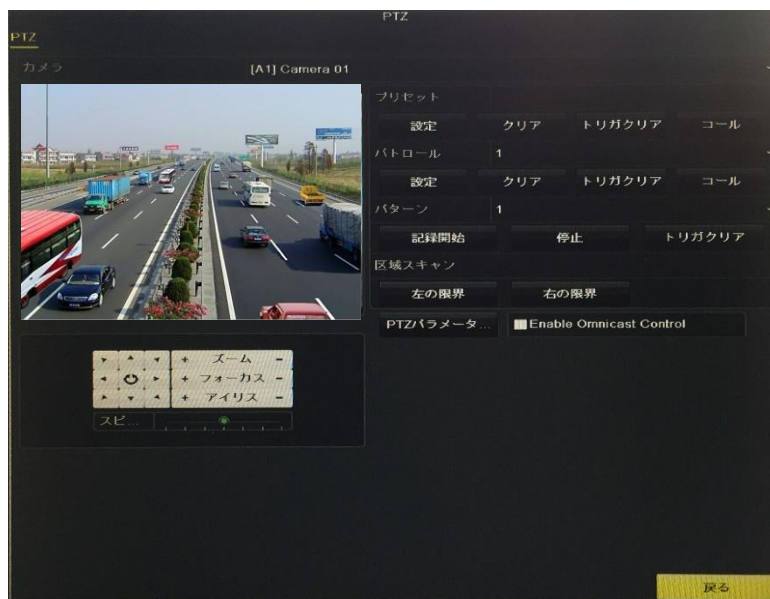 PTZ
PTZ
カメラ [A1] Camera 01
プリセット
設定 クリア トリガクリア コール
パトロール 1
設定 クリア トリガクリア コール
パターン 1
記録開始 停止 トリガクリア
区域スキャン
左の限界 右の限界
PTZパラメータ... Enable Omnicast Control
+ ズーム -
+ フォーカス -
+ アイリス -
スピ...
戻る